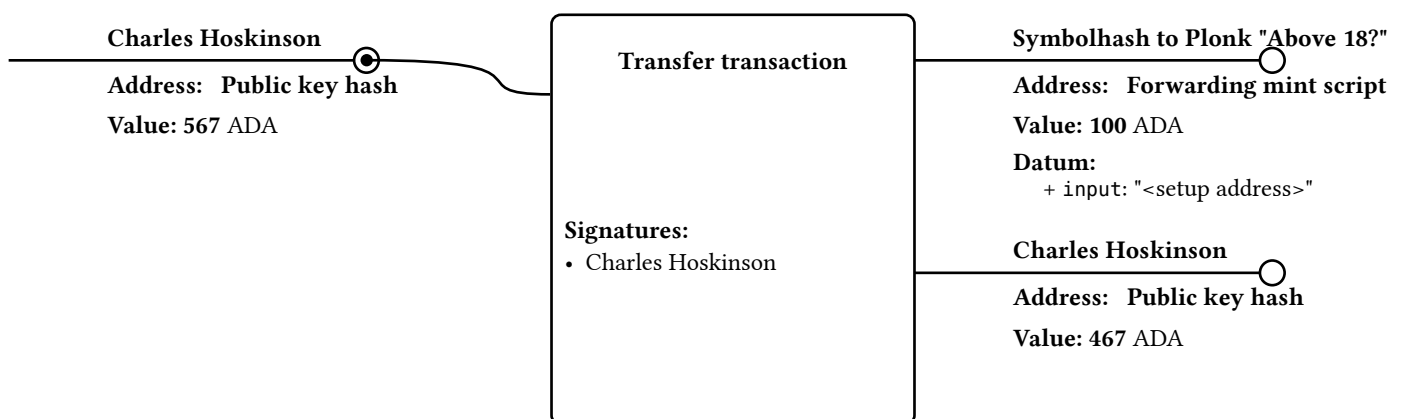 Charles Hoskinson
Address: Public key hash
Value: 567 ADA
Transfer transaction
Signatures:
• Charles Hoskinson
Symbolhash to Plonk "Above 18?"
Address: Forwarding mint script
Value: 100 ADA
Datum:
+ input: "<setup address>"
Charles Hoskinson
Address: Public key hash
Value: 467 ADA